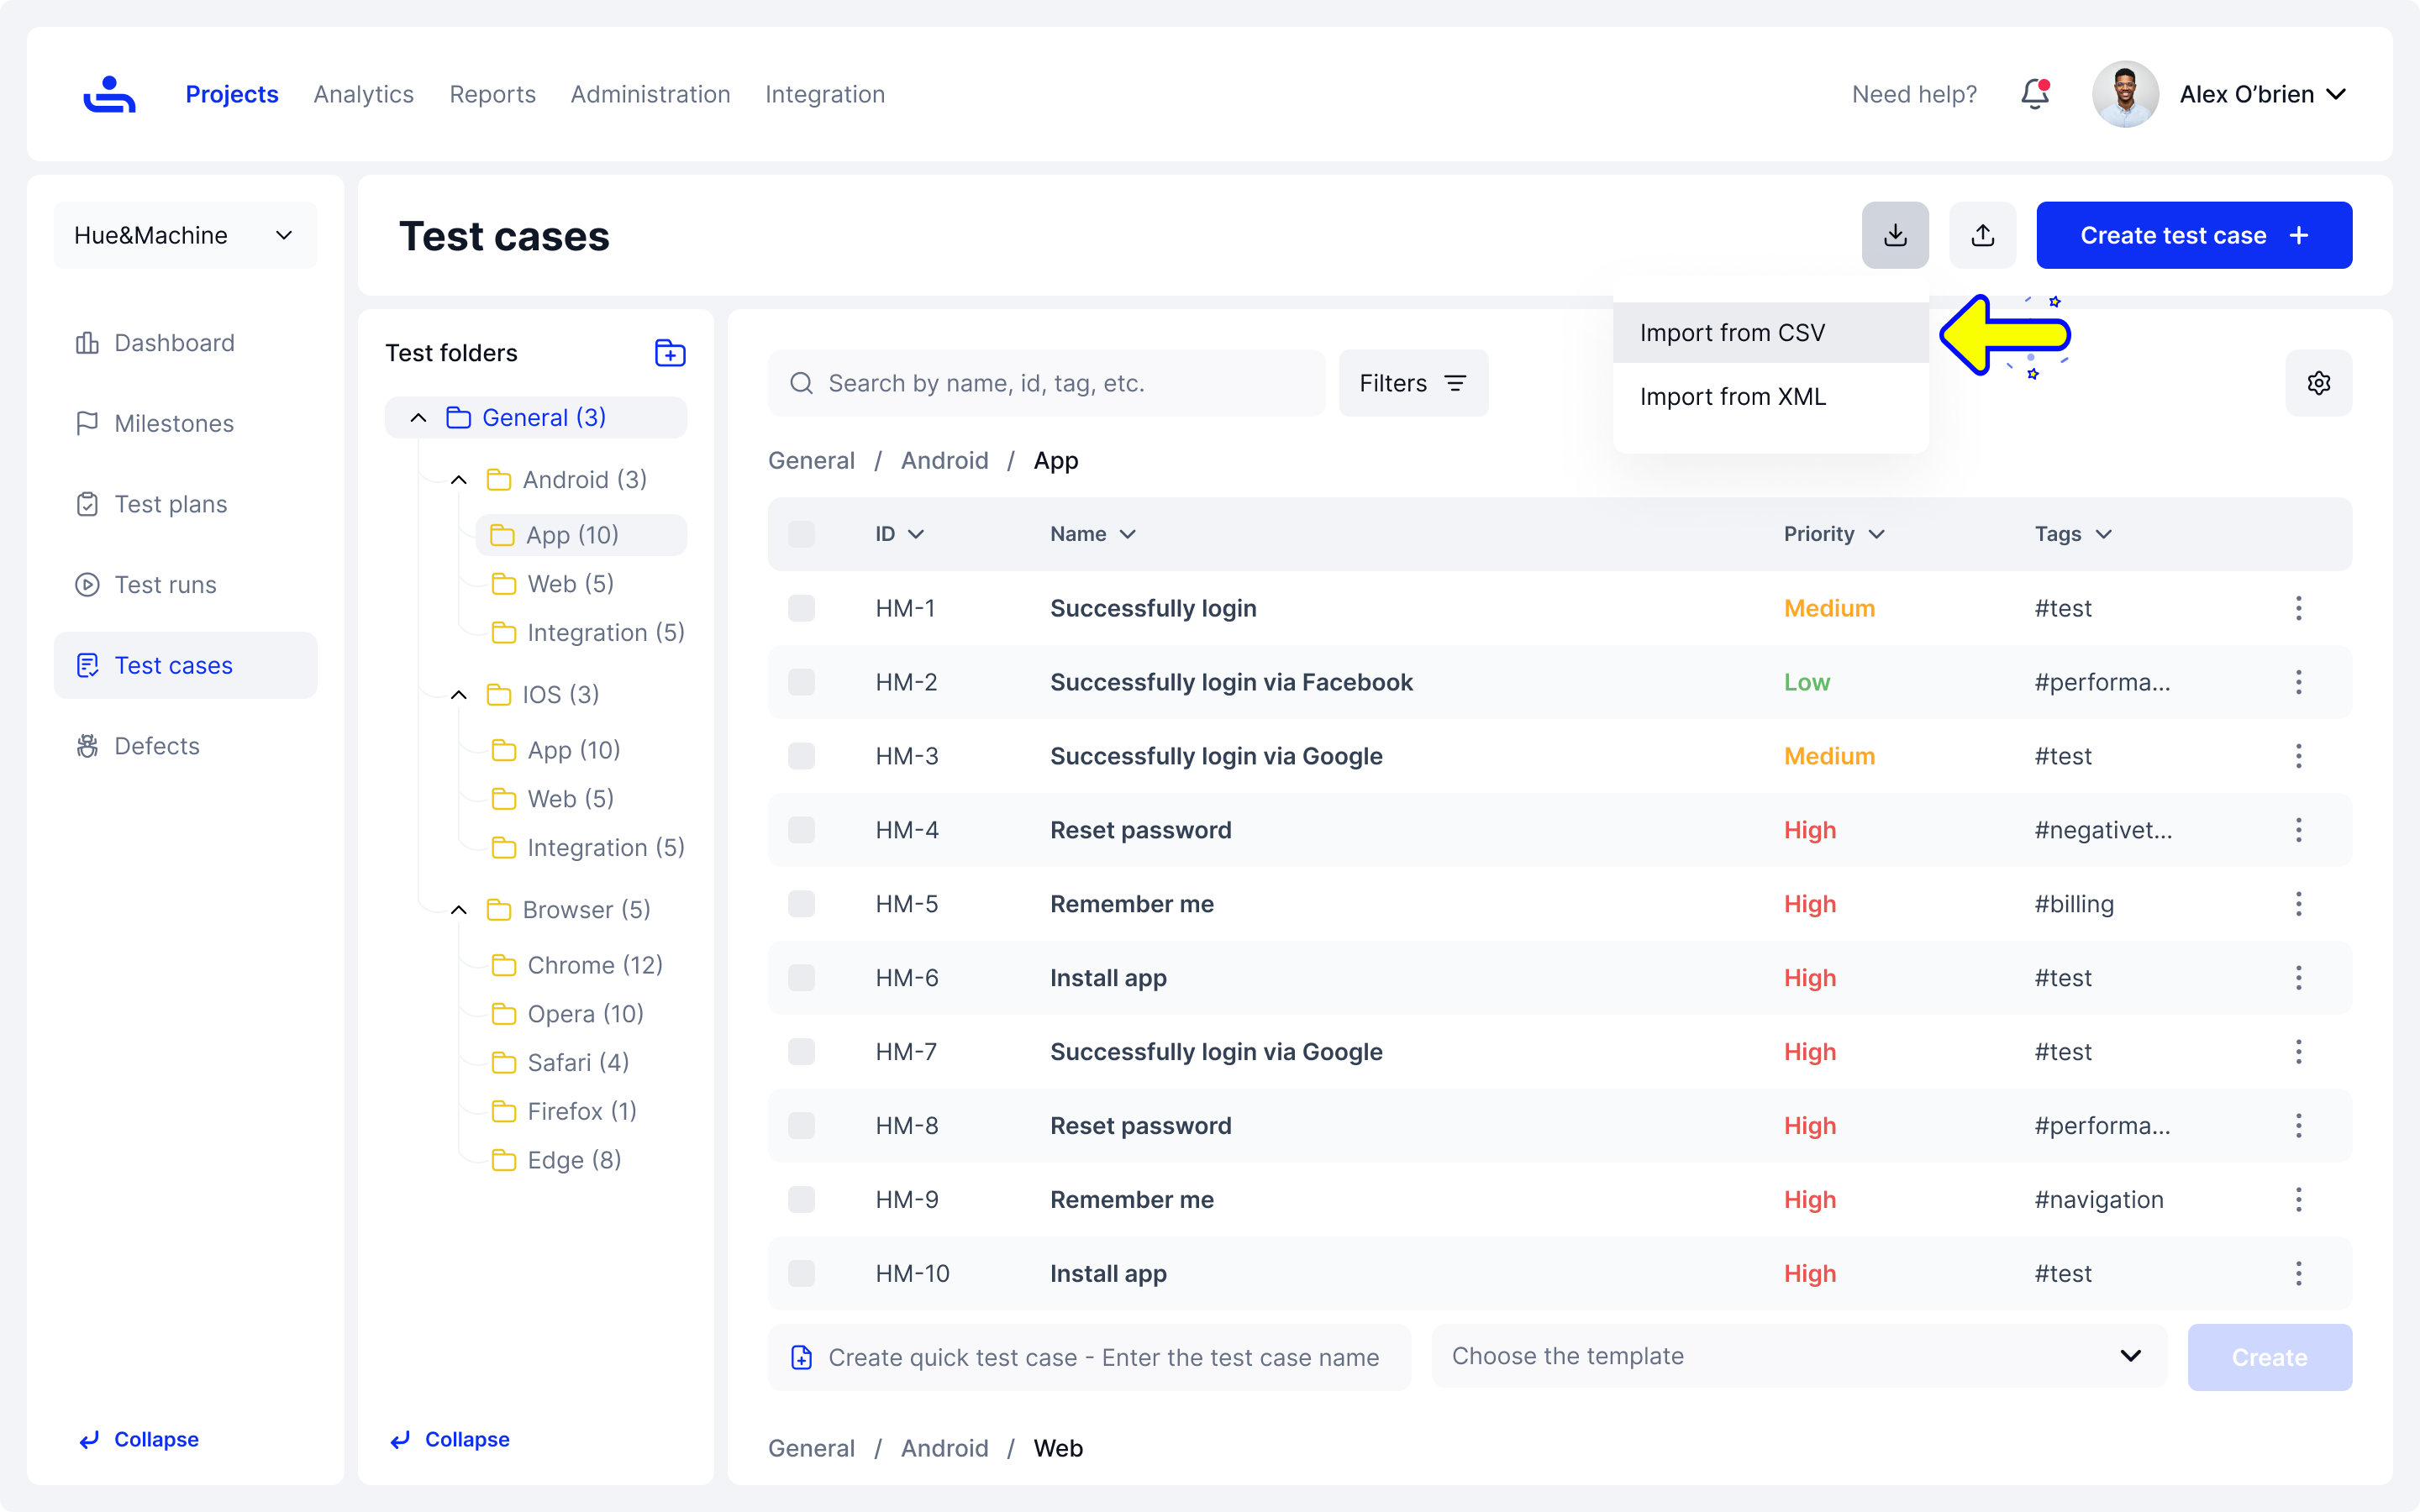 Projects Analytics Reports Administration Integration Need help? Alex O’brien
Hue&Machine
Dashboard
Milestones
Test plans
Test runs
Test cases
Defects
Collapse
Test cases
Create test case
Import from CSV
Import from XML
Test folders
General (3)
Android (3)
App (10)
Web (5)
Integration (5)
IOS (3)
App (10)
Web (5)
Integration (5)
Browser (5)
Chrome (12)
Opera (10)
Safari (4)
Firefox (1)
Edge (8)
Collapse
Search by name, id, tag, etc. Filters
General / Android / App
ID Name Priority Tags
HM-1 Successfully login Medium #test
HM-2 Successfully login via Facebook Low #performa...
HM-3 Successfully login via Google Medium #test
HM-4 Reset password High #negativet...
HM-5 Remember me High #billing
HM-6 Install app High #test
HM-7 Successfully login via Google High #test
HM-8 Reset password High #performa...
HM-9 Remember me High #navigation
HM-10 Install app High #test
Create quick test case - Enter the test case name Choose the template Create
General / Android / Web